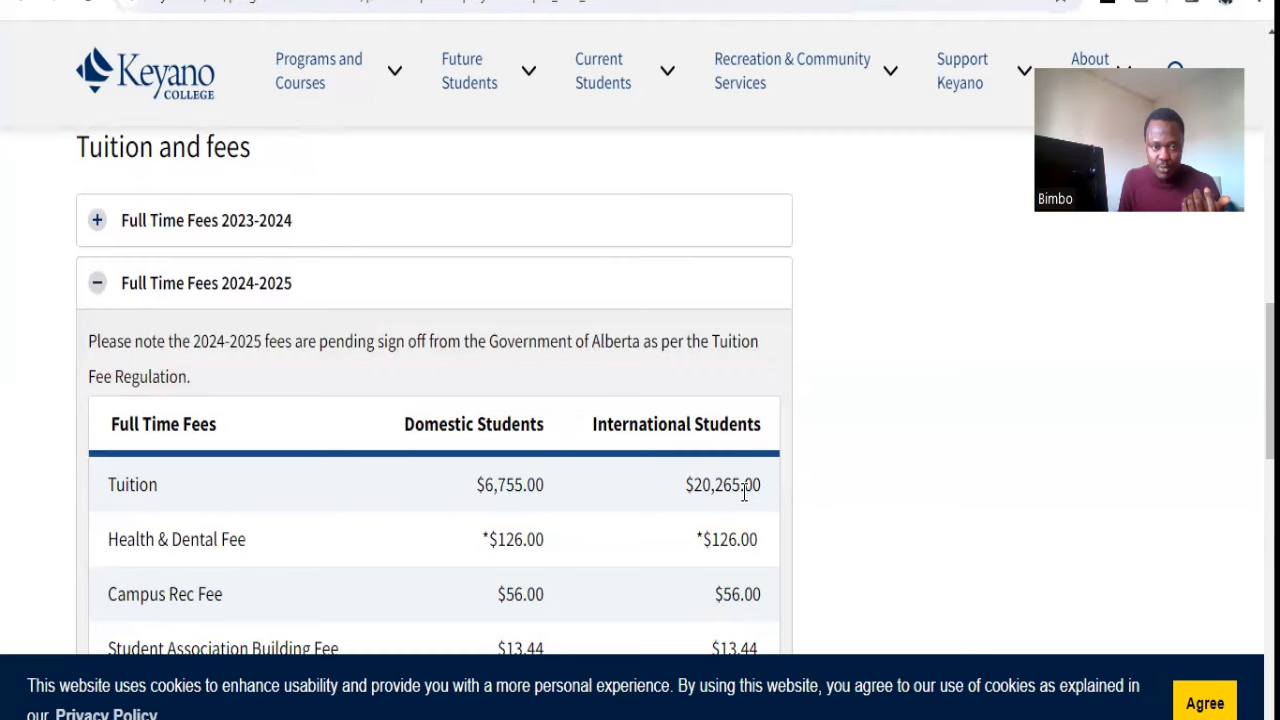 Keyano
COLLEGE
Programs and
Courses
Future
Students
Current
Students
Recreation & Community
Services
Support
Keyano
About
Bimbo
Tuition and fees
+ Full Time Fees 2023-2024
− Full Time Fees 2024-2025
Please note the 2024-2025 fees are pending sign off from the Government of Alberta as per the Tuition
Fee Regulation.
Full Time Fees Domestic Students International Students
Tuition $6,755.00 $20,265.00
Health & Dental Fee *$126.00 *$126.00
Campus Rec Fee $56.00 $56.00
Student Association Building Fee $13.44 $13.44
This website uses cookies to enhance usability and provide you with a more personal experience. By using this website, you agree to our use of cookies as explained in
our Privacy Policy
Agree